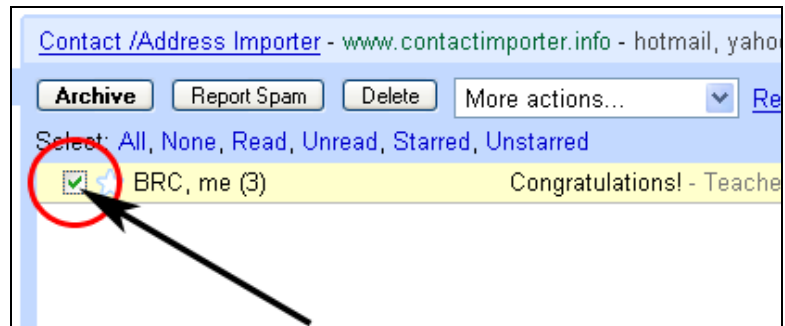 Contact /Address Importer - www.contactimporter.info - hotmail, yaho
Archive Report Spam Delete More actions... Re
Select: All, None, Read, Unread, Starred, Unstarred
BRC, me (3) Congratulations! - Teache